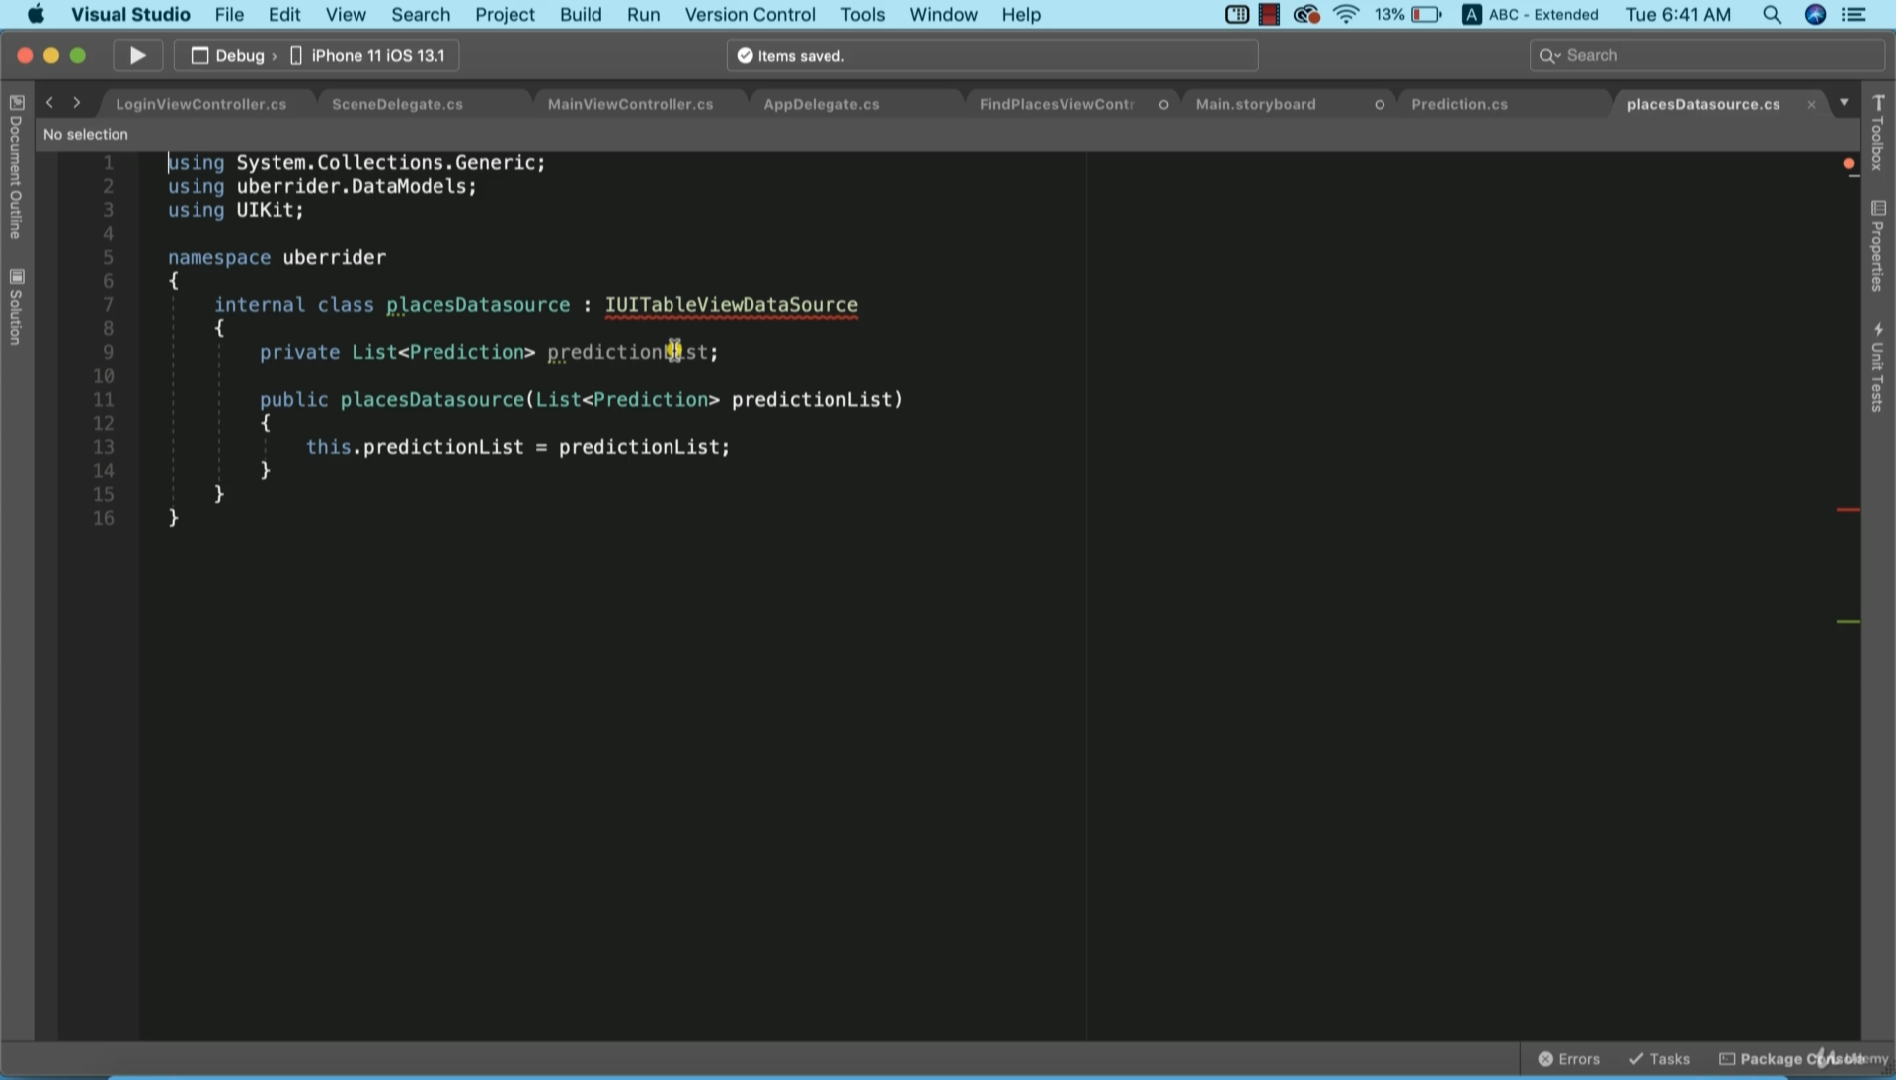 Visual Studio File Edit View Search Project Build Run Version Control Tools Window Help 13% A ABC - Extended Tue 6:41 AM
Debug › iPhone 11 iOS 13.1 Items saved. Search
LoginViewController.cs SceneDelegate.cs MainViewController.cs AppDelegate.cs FindPlacesViewContr Main.storyboard Prediction.cs placesDatasource.cs
No selection
Document Outline
Solution
Toolbox
Properties
Unit Tests
1 using System.Collections.Generic;
2 using uberrider.DataModels;
3 using UIKit;
4
5 namespace uberrider
6 {
7 internal class placesDatasource : IUITableViewDataSource
8 {
9 private List<Prediction> predictionList;
10
11 public placesDatasource(List<Prediction> predictionList)
12 {
13 this.predictionList = predictionList;
14 }
15 }
16 }
Errors Tasks Package Console